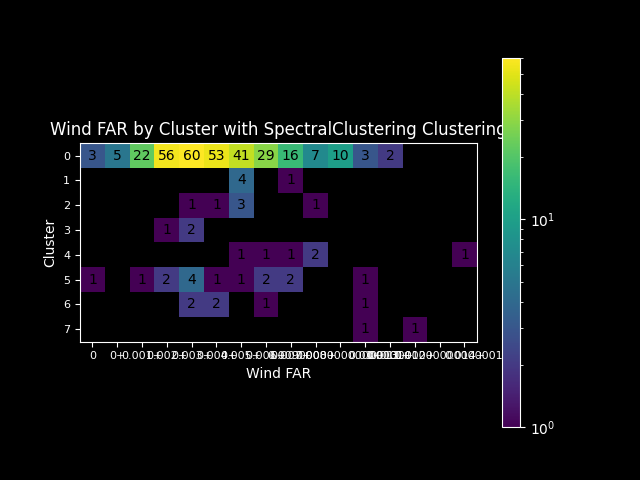 Wind FAR by Cluster with SpectralClustering Clustering
Cluster
0 3 5 22 56 60 53 41 29 16 7 10 3 2
1 4 1
2 1 1 3 1
3 1 2
4 1 1 1 2 1
5 1 1 2 4 1 1 2 2 1
6 2 2 1 1
7 1 1
0
Wind FAR
10¹
10⁰